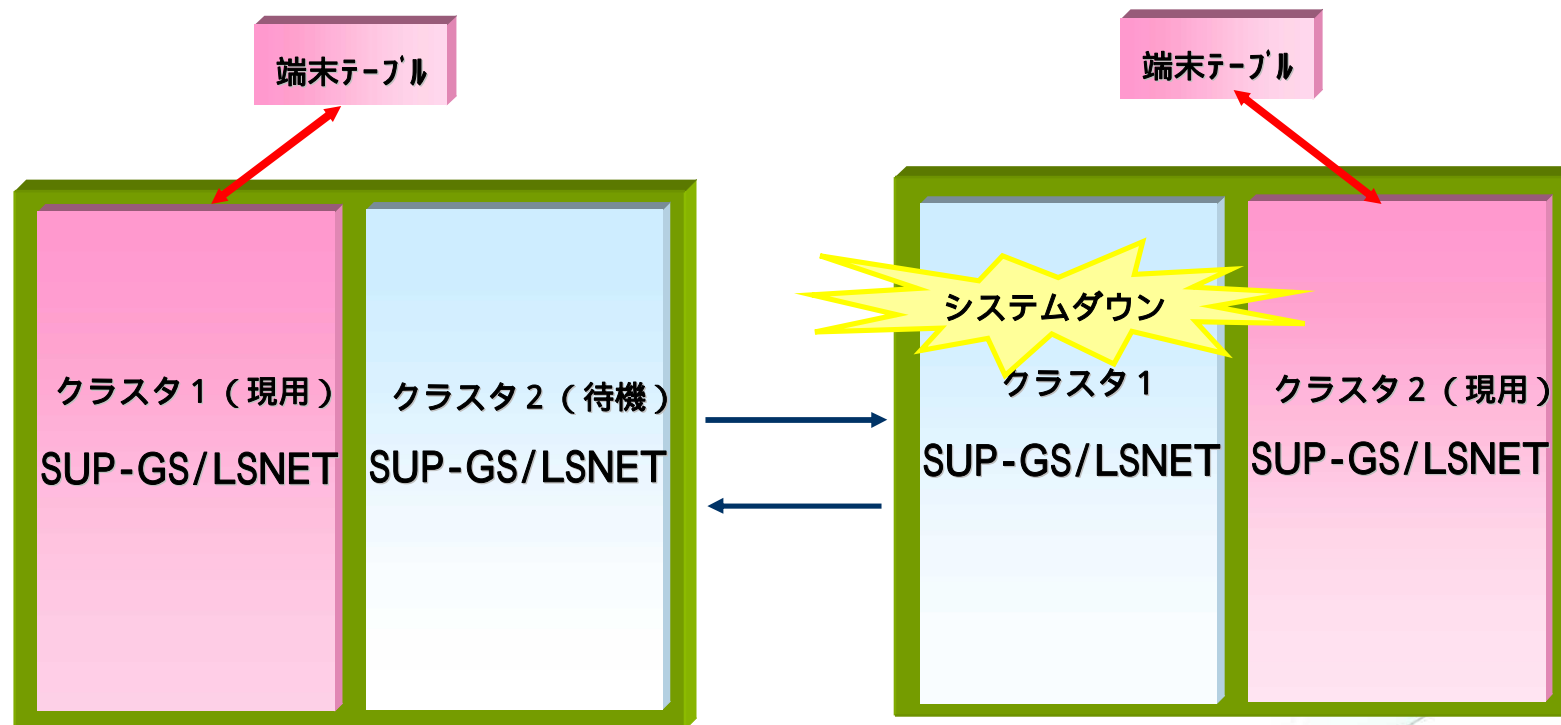 端末ﾃｰﾌﾞﾙ
端末ﾃｰﾌﾞﾙ
クラスタ１（現用）
SUP-GS/LSNET
クラスタ２（待機）
SUP-GS/LSNET
システムダウン
クラスタ１
SUP-GS/LSNET
クラスタ２（現用）
SUP-GS/LSNET